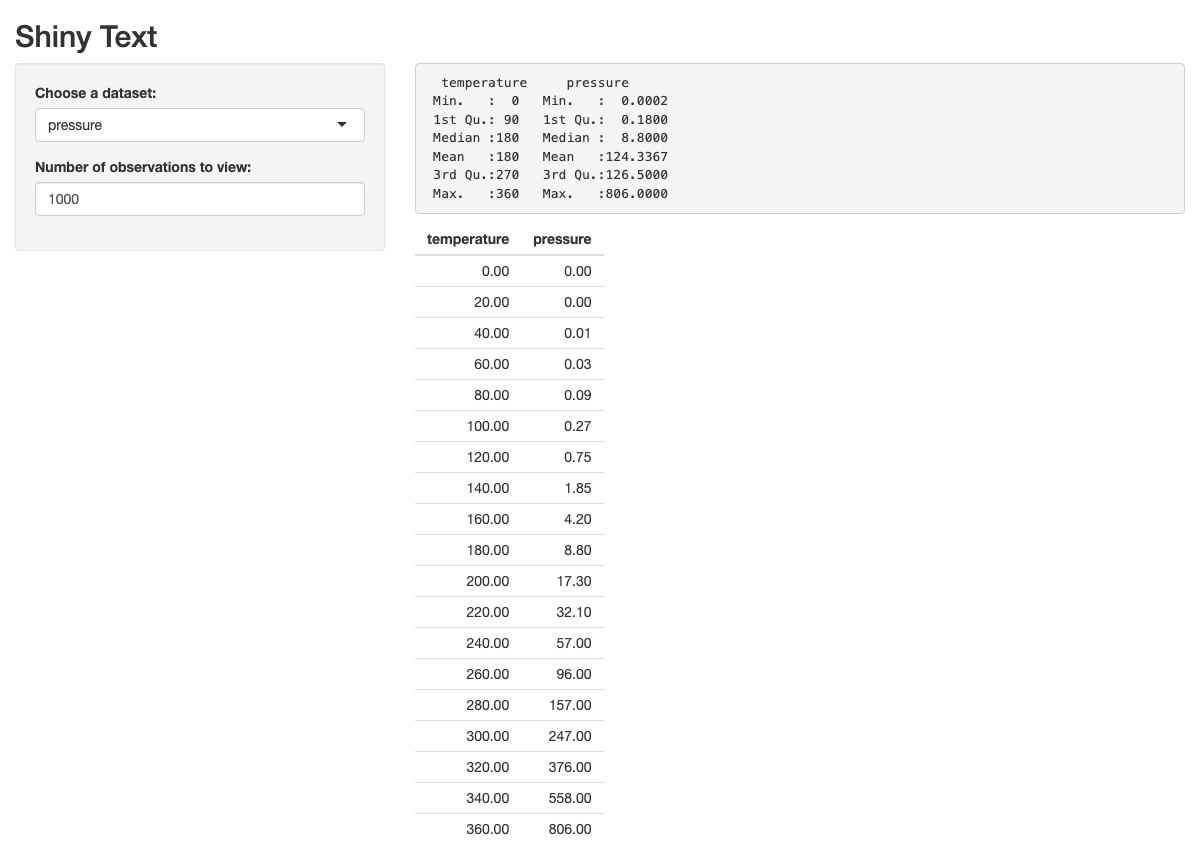 Shiny Text
Choose a dataset:
pressure
Number of observations to view:
1000
  temperature     pressure
 Min.   :  0   Min.   :  0.0002
 1st Qu.: 90   1st Qu.:  0.1800
 Median :180   Median :  8.8000
 Mean   :180   Mean   :124.3367
 3rd Qu.:270   3rd Qu.:126.5000
 Max.   :360   Max.   :806.0000
temperature pressure
0.00 0.00
20.00 0.00
40.00 0.01
60.00 0.03
80.00 0.09
100.00 0.27
120.00 0.75
140.00 1.85
160.00 4.20
180.00 8.80
200.00 17.30
220.00 32.10
240.00 57.00
260.00 96.00
280.00 157.00
300.00 247.00
320.00 376.00
340.00 558.00
360.00 806.00